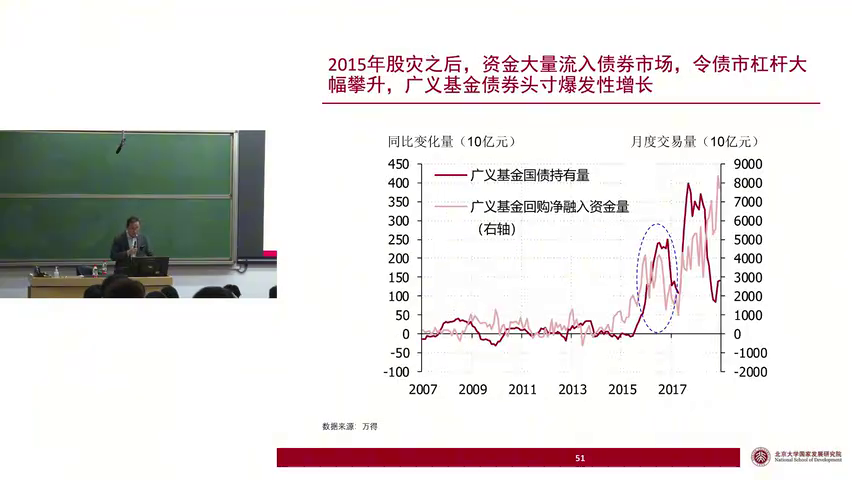 2015年股灾之后，资金大量流入债券市场，令债市杠杆大
幅攀升，广义基金债券头寸爆发性增长
同比变化量（10亿元） 月度交易量（10亿元）
广义基金国债持有量
广义基金回购净融入资金量
（右轴）
450 9000
400 8000
350 7000
300 6000
250 5000
200 4000
150 3000
100 2000
50 1000
0 0
-50 -1000
-100 -2000
2007 2009 2011 2013 2015 2017
数据来源：万得
51
北京大学国家发展研究院
National School of Development